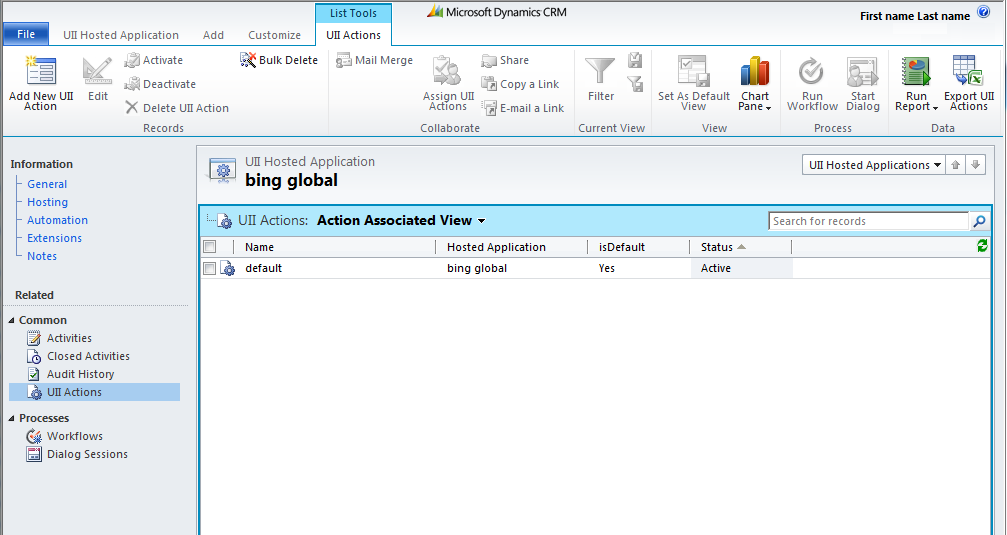 List Tools
Microsoft Dynamics CRM
First name Last name
File
UII Hosted Application
Add
Customize
UII Actions
Add New UII
Action
Edit
Activate
Deactivate
Delete UII Action
Bulk Delete
Records
Mail Merge
Assign UII
Actions
Share
Copy a Link
E-mail a Link
Collaborate
Filter
Current View
Set As Default
View
Chart
Pane
View
Run
Workflow
Start
Dialog
Process
Run
Report
Export UII
Actions
Data
Information
General
Hosting
Automation
Extensions
Notes
Related
Common
Activities
Closed Activities
Audit History
UII Actions
Processes
Workflows
Dialog Sessions
UII Hosted Application
bing global
UII Hosted Applications
UII Actions: Action Associated View
Search for records
Name Hosted Application isDefault Status
default bing global Yes Active